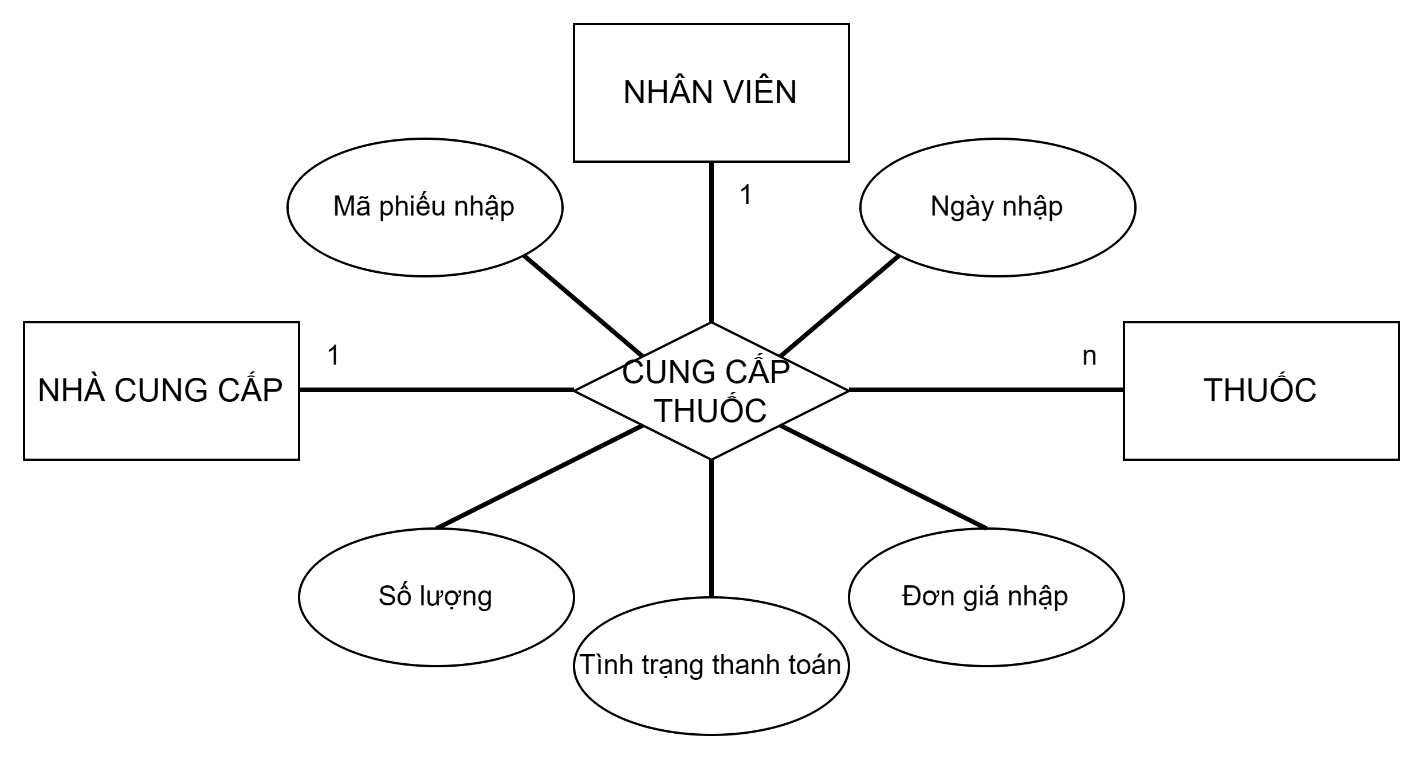 NHÂN VIÊN
Mã phiếu nhập
1
Ngày nhập
NHÀ CUNG CẤP
1
CUNG CẤP
THUỐC
n
THUỐC
Số lượng
Tình trạng thanh toán
Đơn giá nhập